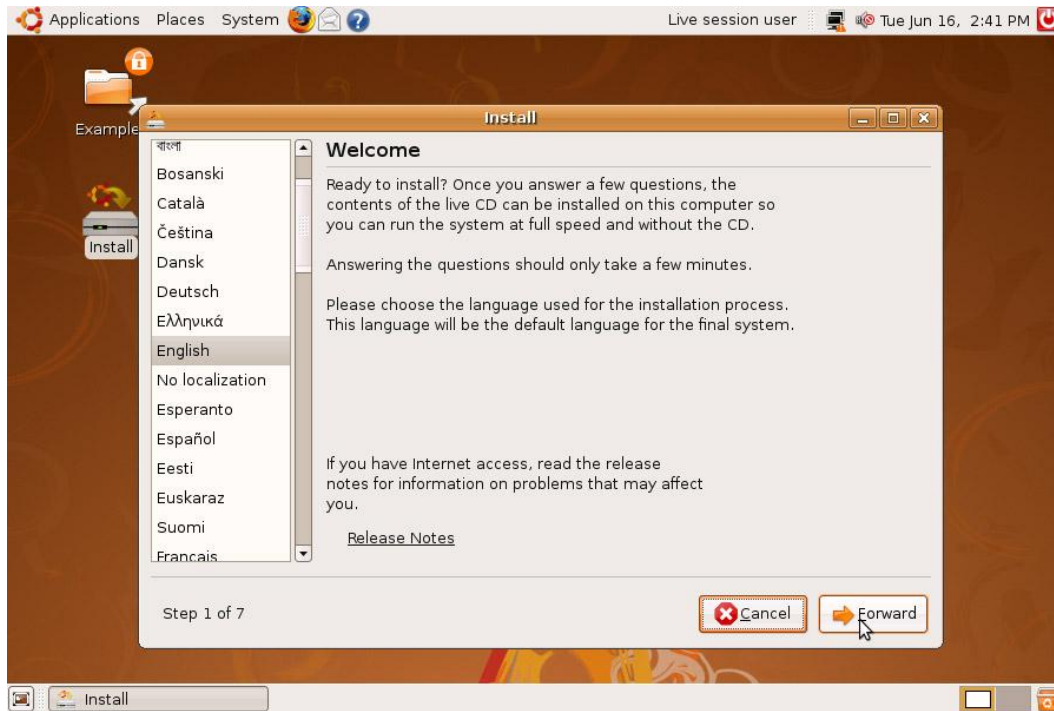 Applications Places System Live session user Tue Jun 16, 2:41 PM
Example
Install
Install
বাংলা
Bosanski
Català
Čeština
Dansk
Deutsch
Ελληνικά
English
No localization
Esperanto
Español
Eesti
Euskaraz
Suomi
Français
Welcome
Ready to install? Once you answer a few questions, the
contents of the live CD can be installed on this computer so
you can run the system at full speed and without the CD.
Answering the questions should only take a few minutes.
Please choose the language used for the installation process.
This language will be the default language for the final system.
If you have Internet access, read the release
notes for information on problems that may affect
you.
Release Notes
Step 1 of 7
Cancel
Forward
Install